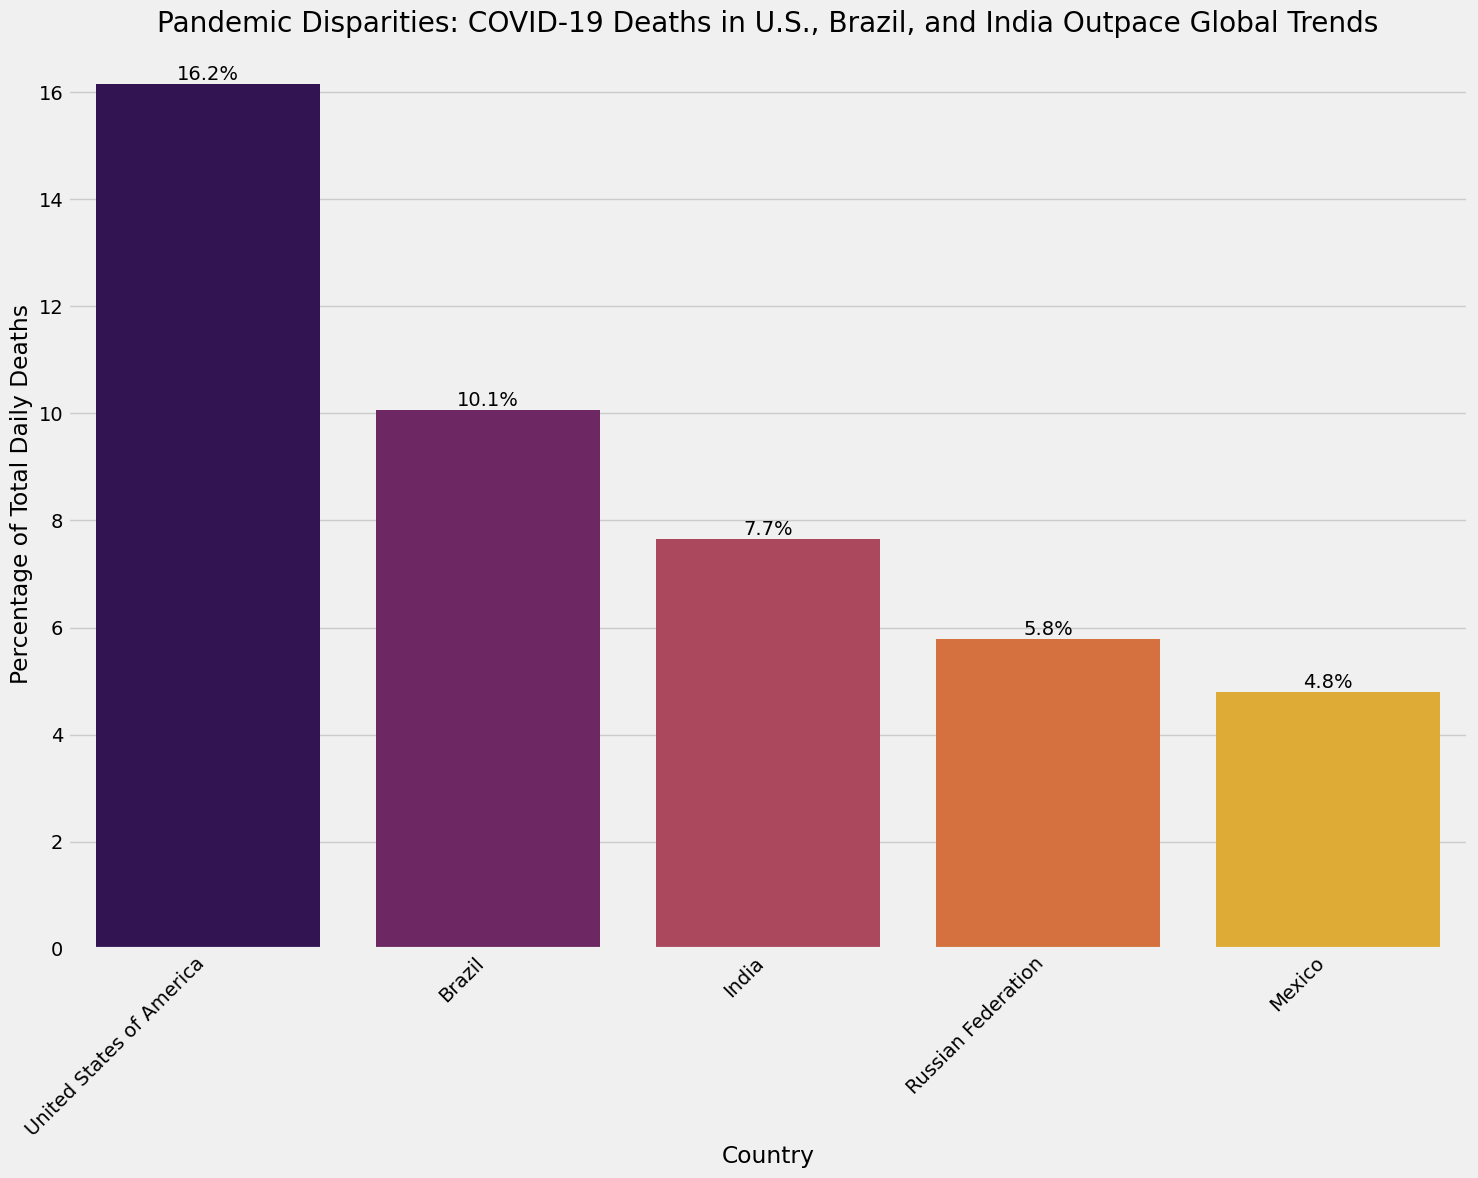 Pandemic Disparities: COVID-19 Deaths in U.S., Brazil, and India Outpace Global Trends
Percentage of Total Daily Deaths
16
14
12
10
8
6
4
2
0
16.2%
10.1%
7.7%
5.8%
4.8%
United States of America
Brazil
India
Russian Federation
Mexico
Country